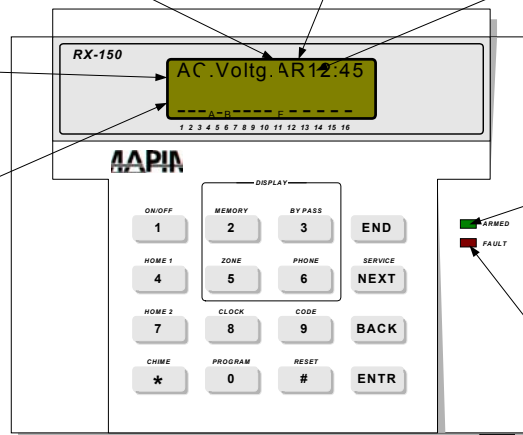 RX-150
AC.Voltg. AR12:45
A B F
1 2 3 4 5 6 7 8 9 10 11 12 13 14 15 16
DISPLAY
ON/OFF MEMORY BY PASS
1 2 3 END
ARMED
FAULT
HOME 1 ZONE PHONE SERVICE
4 5 6 NEXT
HOME 2 CLOCK CODE
7 8 9 BACK
CHIME PROGRAM RESET
* 0 # ENTR